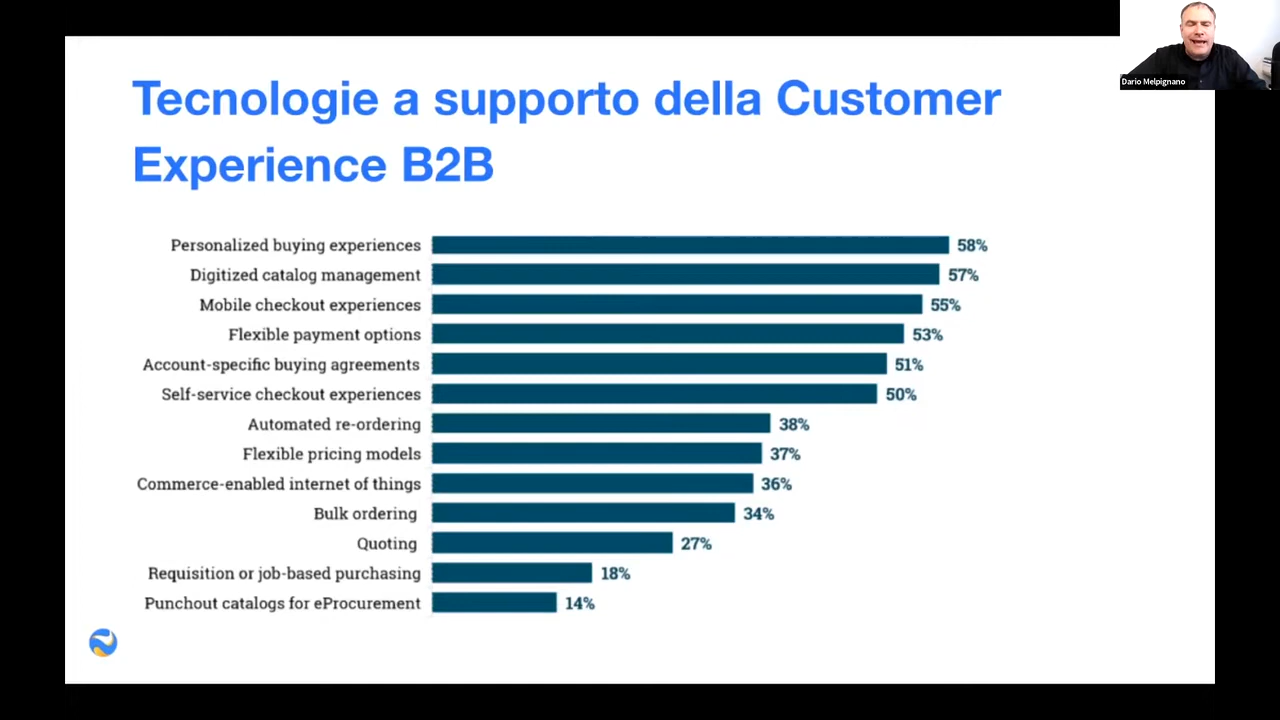 Dario Melpignano
Tecnologie a supporto della Customer
Experience B2B
Personalized buying experiences 58%
Digitized catalog management 57%
Mobile checkout experiences 55%
Flexible payment options 53%
Account-specific buying agreements 51%
Self-service checkout experiences 50%
Automated re-ordering 38%
Flexible pricing models 37%
Commerce-enabled internet of things 36%
Bulk ordering 34%
Quoting 27%
Requisition or job-based purchasing 18%
Punchout catalogs for eProcurement 14%